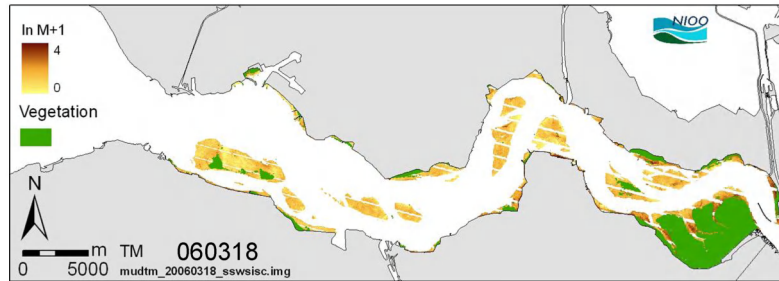 ln M+1
4
0
Vegetation
N
0 5000 m
TM 060318
mudtm_20060318_sswsisc.img
NIOO